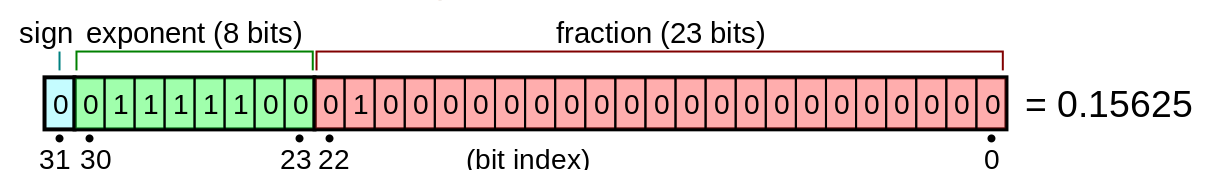 sign exponent (8 bits) fraction (23 bits)
0 0 1 1 1 1 1 0 0 0 1 0 0 0 0 0 0 0 0 0 0 0 0 0 0 0 0 0 0 0 0 0 = 0.15625
31 30 23 22 (bit index) 0